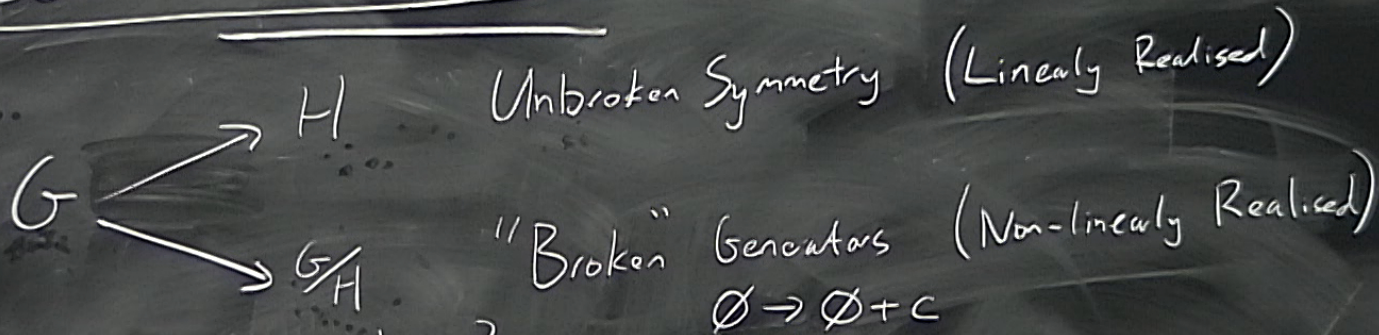 H Unbroken Symmetry (Linealy Realised)
G
G/H "Broken" Generators (Non-linearly Realised)
Ø → Ø + c